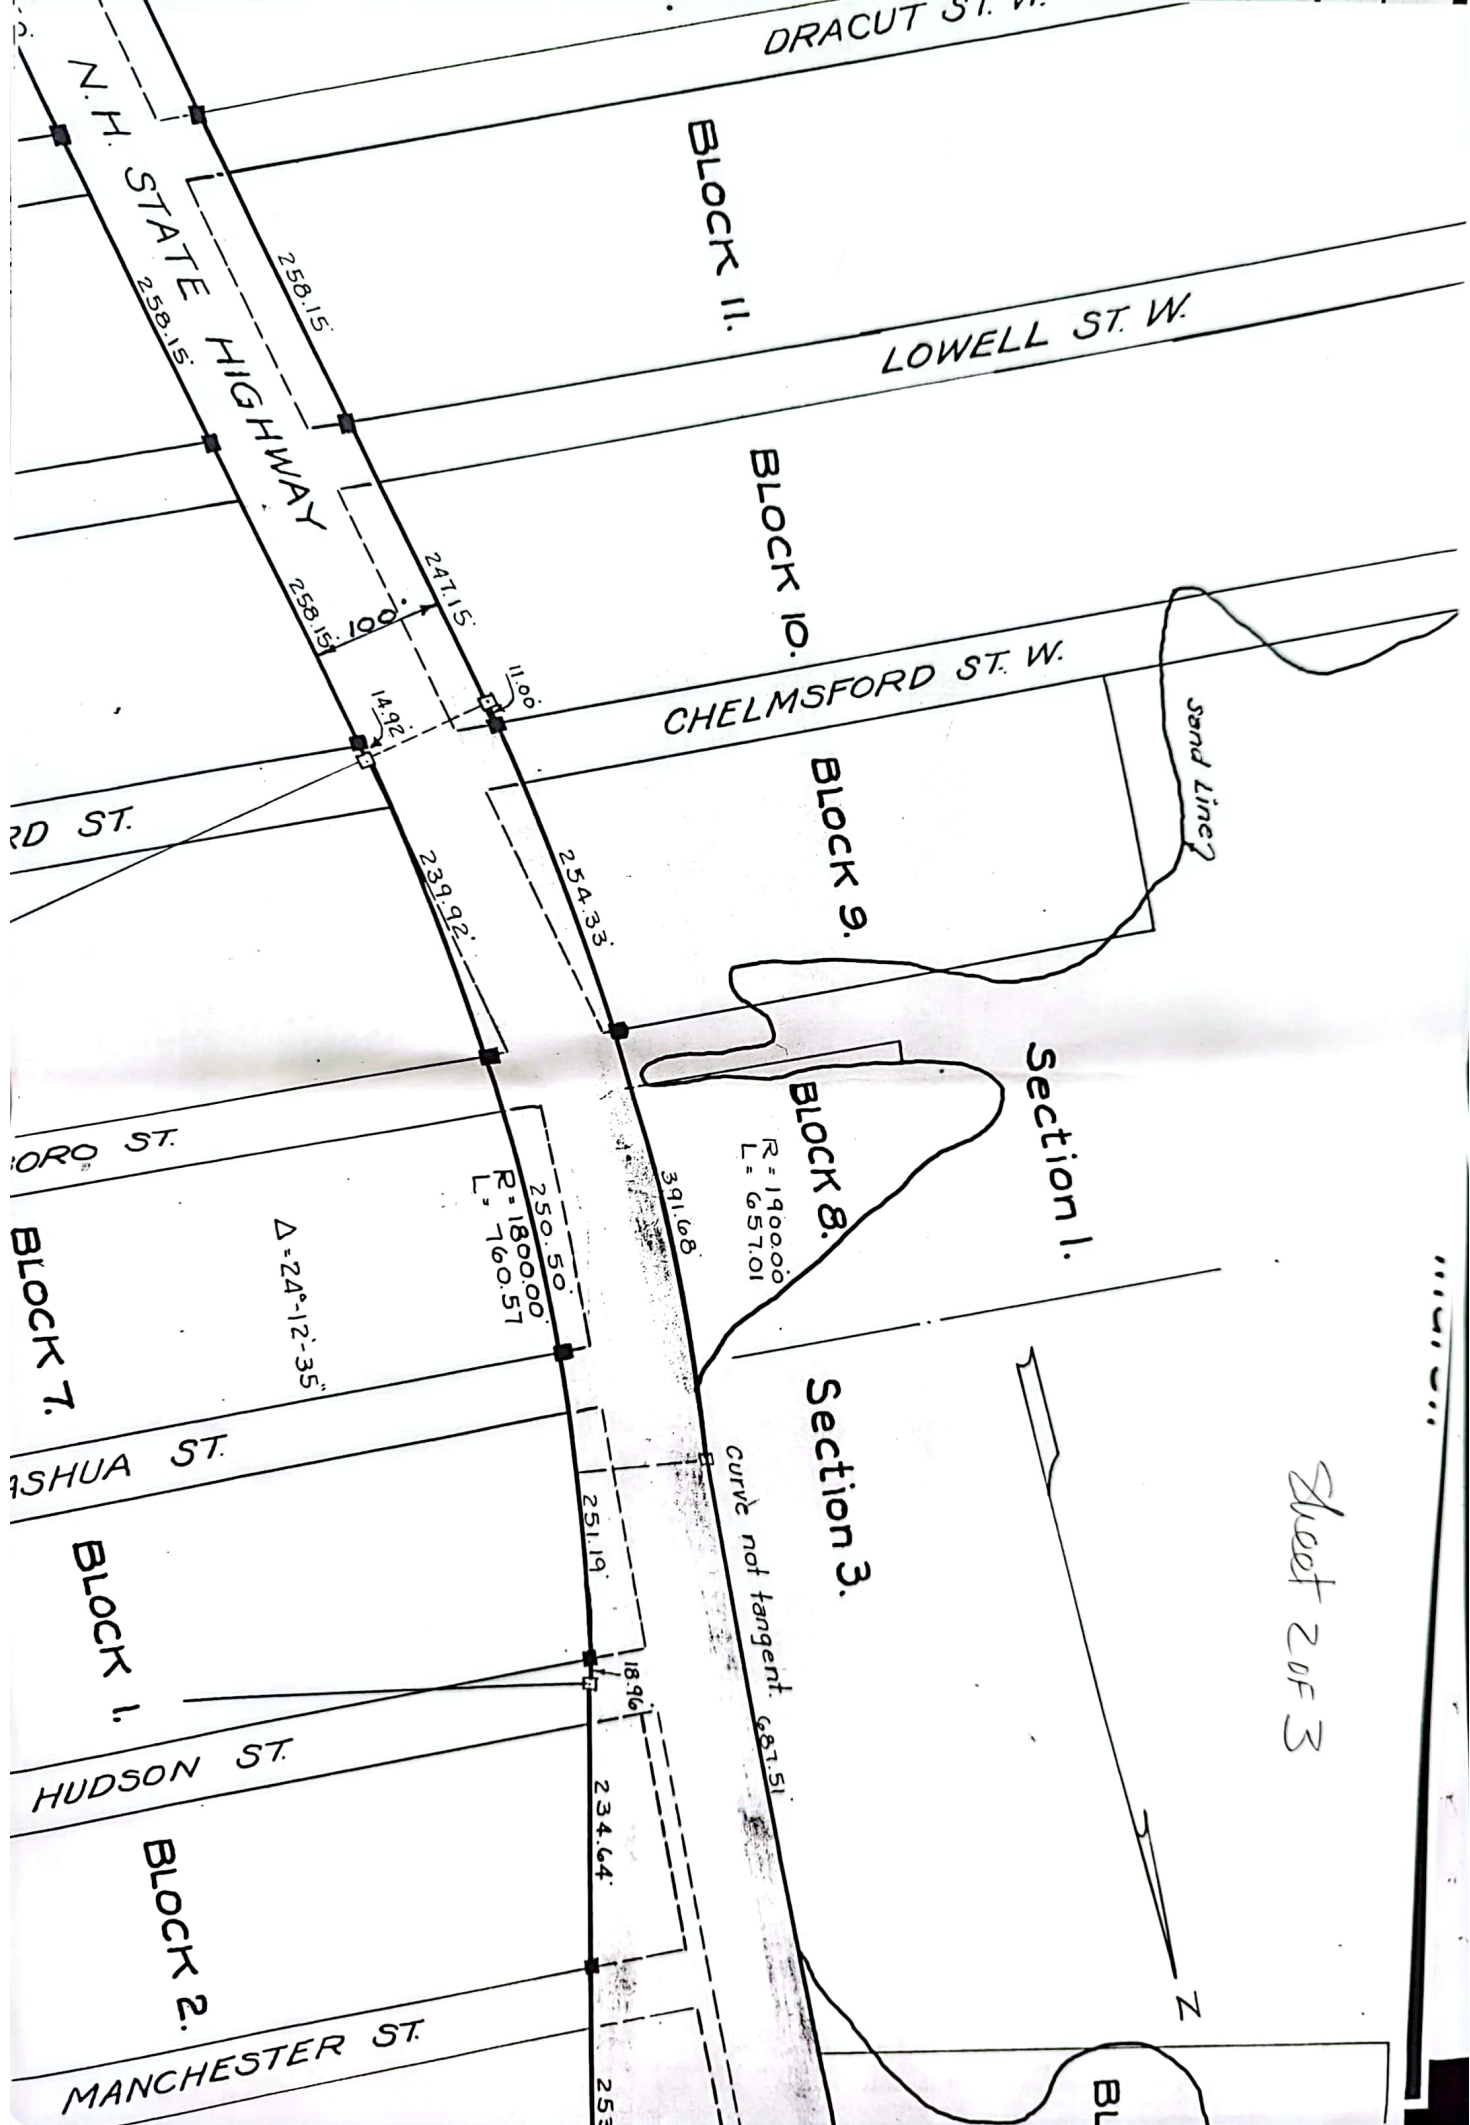 DRACUT ST.
N.H. STATE HIGHWAY
BLOCK 11.
258.15'
258.15'
LOWELL ST. W.
BLOCK 10.
247.15'
258.15'
100'
11.00'
14.92'
CHELMSFORD ST. W.
Sand Line?
RD ST.
BLOCK 9.
254.33'
239.92'
Section 1.
BLOCK 8.
R = 1900.00
L = 657.01
391.68'
ORO ST.
250.50'
R = 1800.00'
L = 760.57
Δ = 24°-12'-35"
BLOCK 7.
Section 3.
Curve not tangent.
687.51'
Sheet 2 OF 3
ASHUA ST.
251.19'
BLOCK 1.
18.96'
HUDSON ST.
234.64'
BLOCK 2.
N
MANCHESTER ST.
253
BL